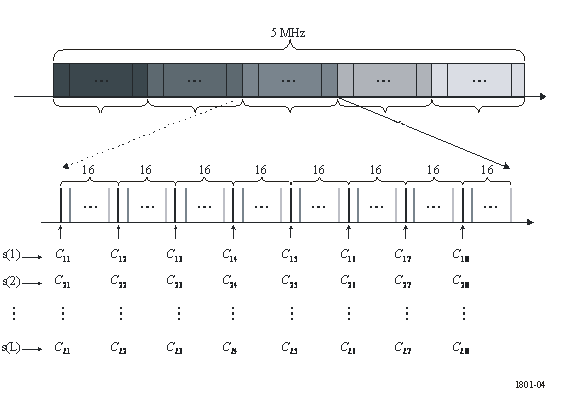 5 MHz
... ... ... ... ...
16 16 16 16 16 16 16 16
... ... ... ... ... ... ... ...
s(1) C11 C12 C13 C14 C15 C16 C17 C18
s(2) C21 C22 C23 C24 C25 C26 C27 C28
⋮ ⋮ ⋮ ⋮ ⋮ ⋮ ⋮ ⋮ ⋮
s(L) CL1 CL2 CL3 CL4 CL5 CL6 CL7 CL8
1801-04